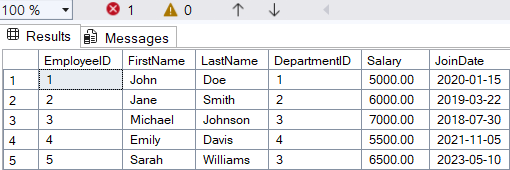 100 % 1 0
Results Messages
EmployeeID FirstName LastName DepartmentID Salary JoinDate
1 1 John Doe 1 5000.00 2020-01-15
2 2 Jane Smith 2 6000.00 2019-03-22
3 3 Michael Johnson 3 7000.00 2018-07-30
4 4 Emily Davis 4 5500.00 2021-11-05
5 5 Sarah Williams 3 6500.00 2023-05-10